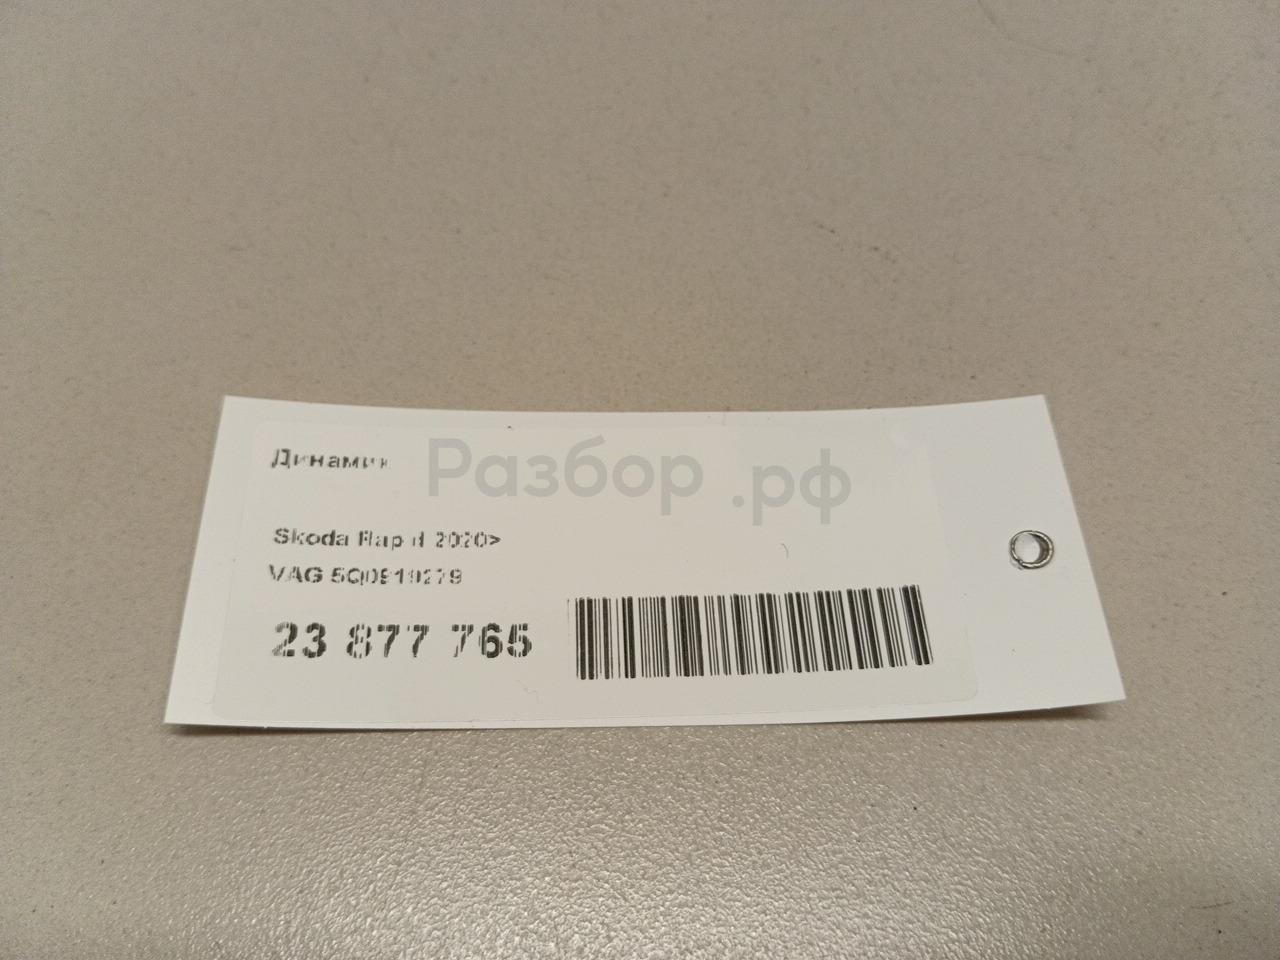 Динамик
Разбор.рф
Skoda Rapid 2020>
VAG 5Q0919279
23 877 765